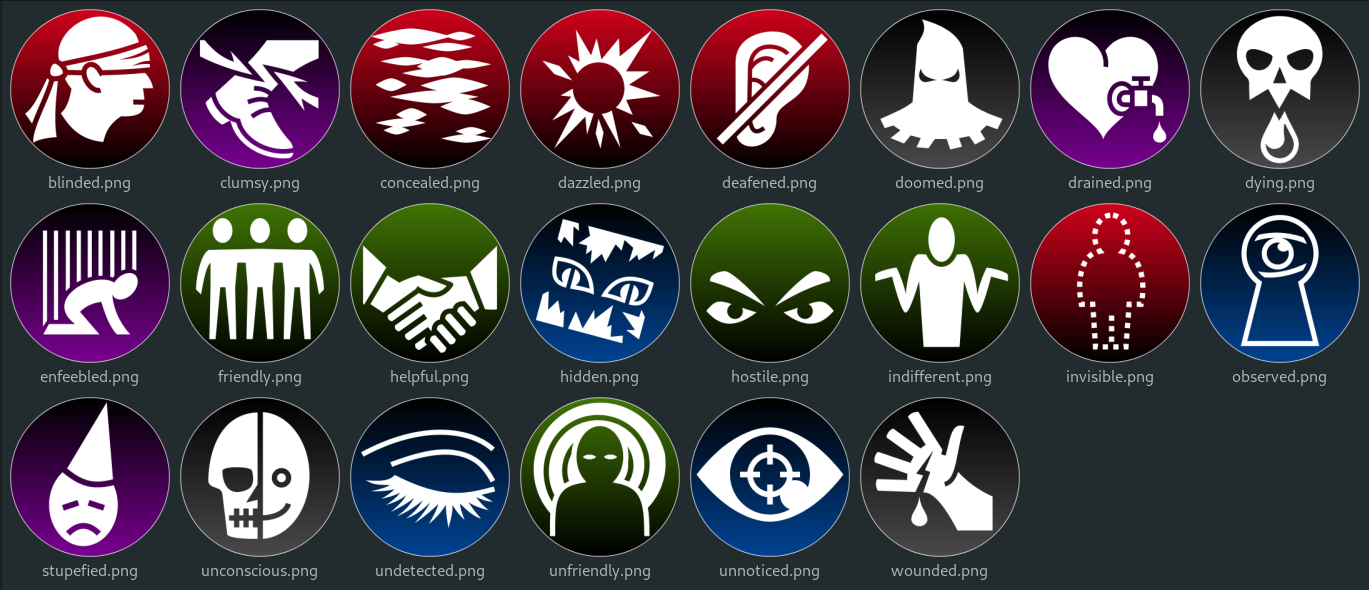 blinded.png clumsy.png concealed.png dazzled.png deafened.png doomed.png drained.png dying.png
enfeebled.png friendly.png helpful.png hidden.png hostile.png indifferent.png invisible.png observed.png
stupefied.png unconscious.png undetected.png unfriendly.png unnoticed.png wounded.png